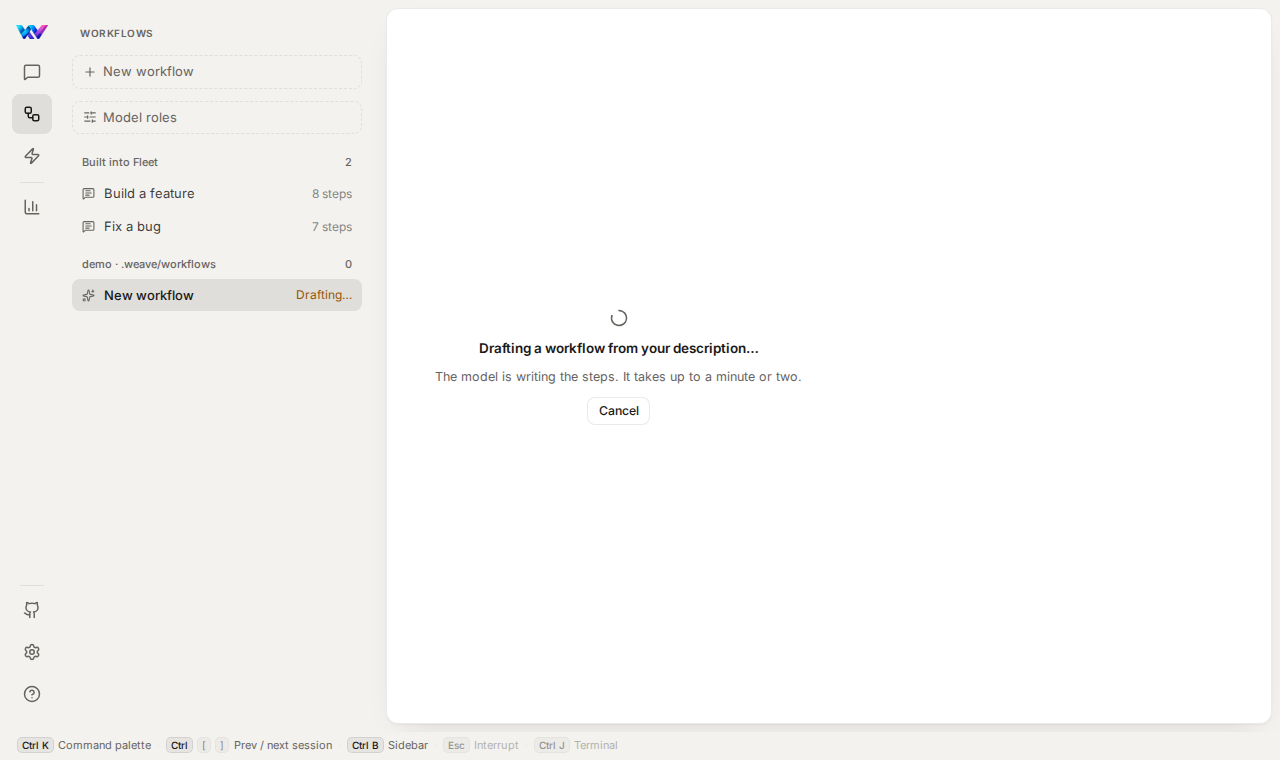 WORKFLOWS
New workflow
Model roles
Built into Fleet 2
Build a feature 8 steps
Fix a bug 7 steps
demo · .weave/workflows 0
New workflow Drafting...
Drafting a workflow from your description...
The model is writing the steps. It takes up to a minute or two.
Cancel
Ctrl K Command palette Ctrl [ ] Prev / next session Ctrl B Sidebar Esc Interrupt Ctrl J Terminal